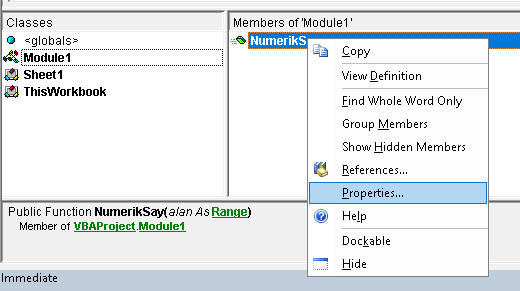 Classes
<globals>
Module1
Sheet1
ThisWorkbook
Members of 'Module1'
NumerikS
Copy
View Definition
Find Whole Word Only
Group Members
Show Hidden Members
References...
Properties...
Help
Dockable
Hide
Public Function NumerikSay(alan As Range)
Member of VBAProject.Module1
Immediate